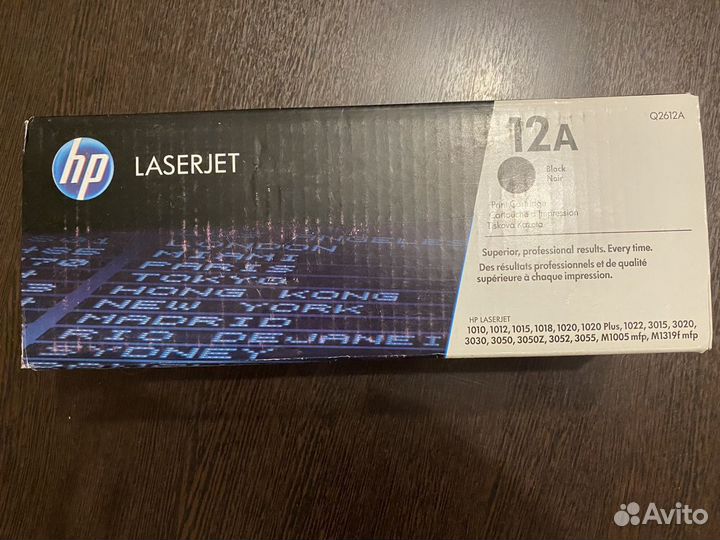 hp
LASERJET
12A
Q2612A
Black
Noir
Print Cartridge
Cartouche d'Impression
Tisková Kazeta
Superior, professional results. Every time.
Des résultats professionnels et de qualité
supérieure à chaque impression.
HP LASERJET
1010, 1012, 1015, 1018, 1020, 1020 Plus, 1022, 3015, 3020,
3030, 3050, 3050Z, 3052, 3055, M1005 mfp, M1319f mfp
LONDON
MIAMI
PARIS
TOKYO
HONG KONG
NEW YORK
MADRID
RIO DEJANEI
SYDNEY
Avito